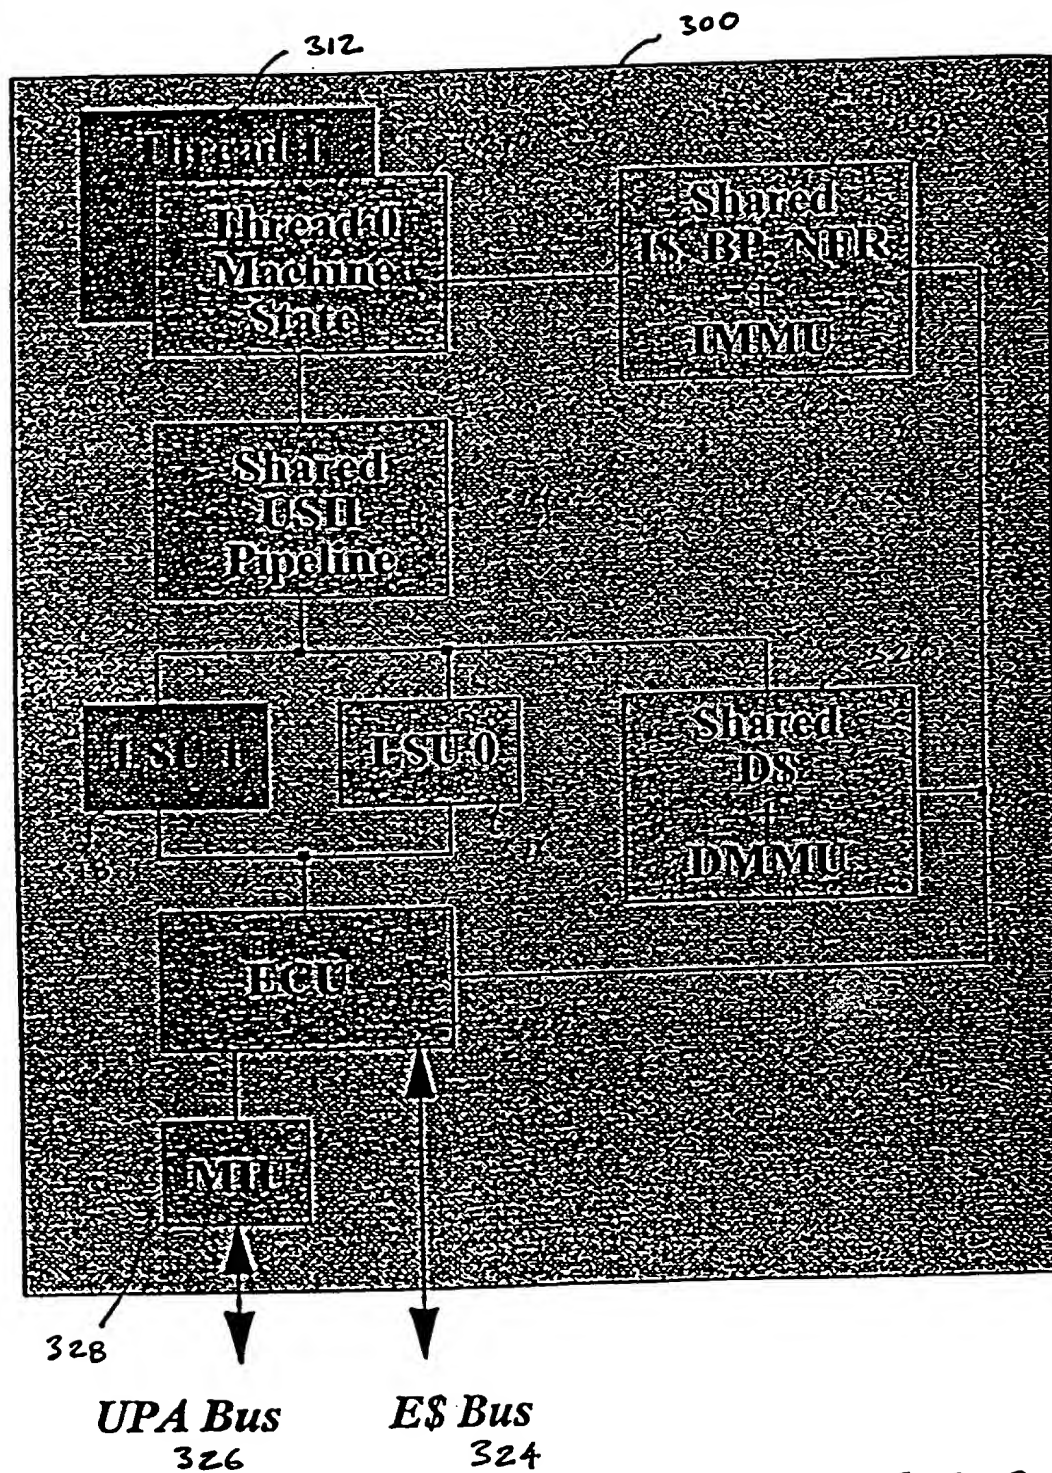 312
300
Thread 1
Thread 0
Machine
State
Shared
I$, BP, NFR
+
IMMU
Shared
USII
Pipeline
LSU 1
LSU 0
Shared
D$
+
DMMU
ECU
MIU
328
UPA Bus
326
E$ Bus
324